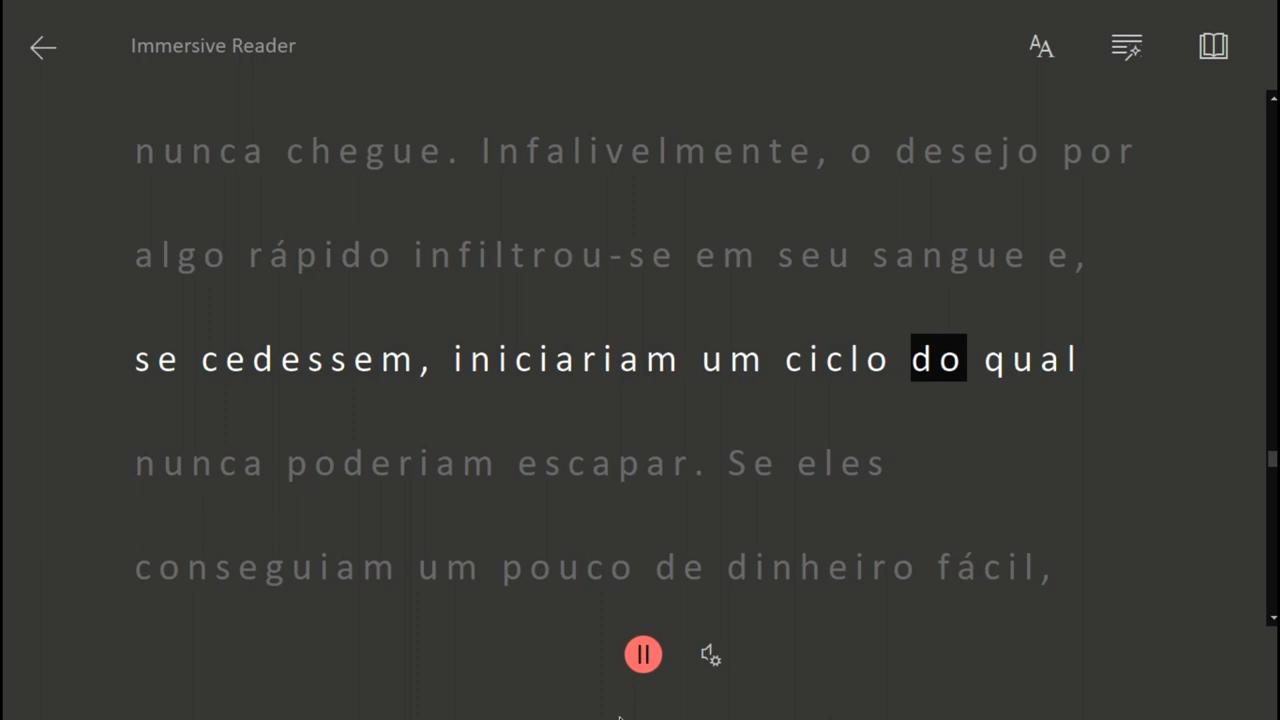 Immersive Reader
nunca chegue. Infalivelmente, o desejo por
algo rápido infiltrou-se em seu sangue e,
se cedessem, iniciariam um ciclo do qual
nunca poderiam escapar. Se eles
conseguiam um pouco de dinheiro fácil,